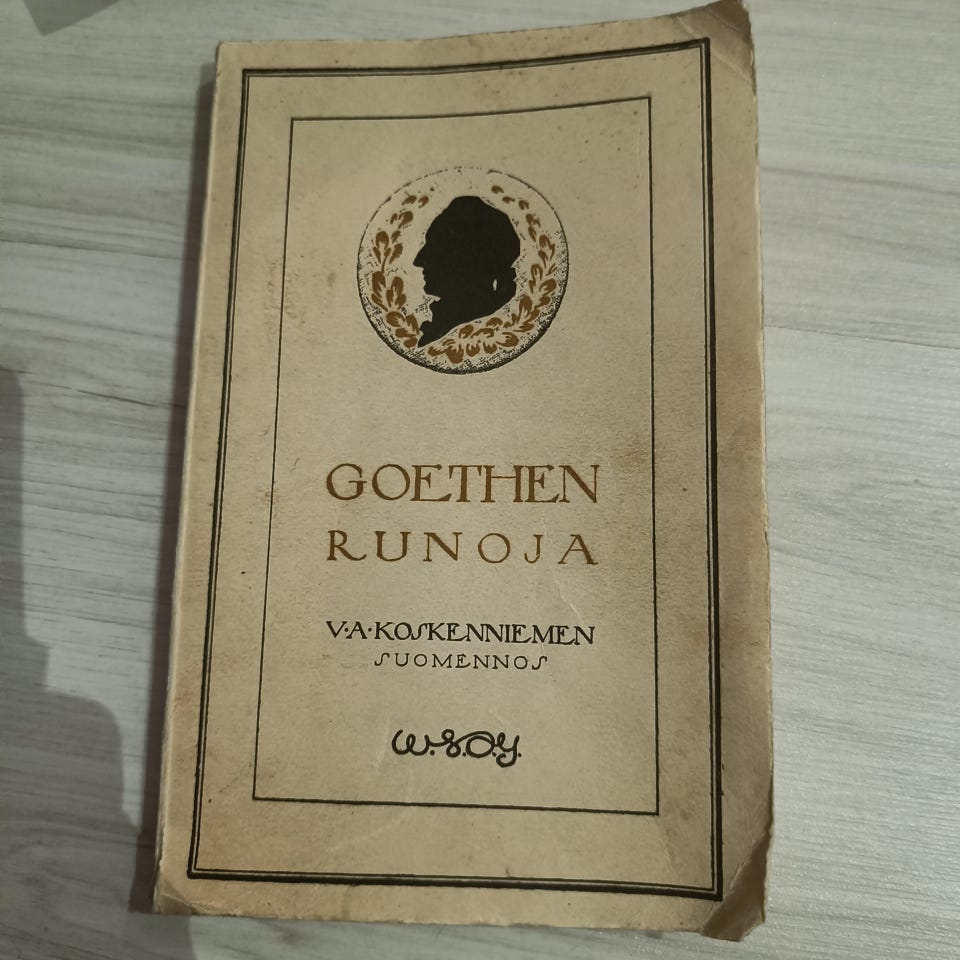 GOETHEN
RUNOJA
V·A·KOSKENNIEMEN
SUOMENNOS
W.S.O.Y.